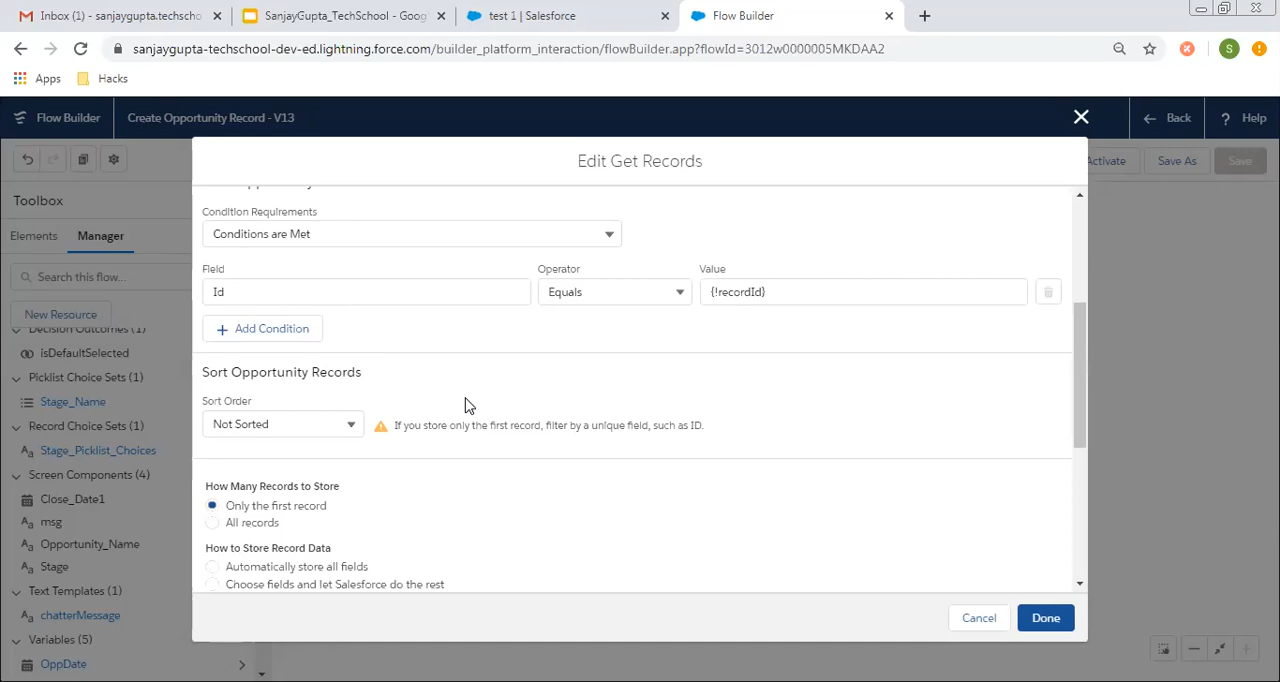 Inbox (1) - sanjaygupta.techscho
SanjayGupta_TechSchool - Goog
test 1 | Salesforce
Flow Builder
sanjaygupta-techschool-dev-ed.lightning.force.com/builder_platform_interaction/flowBuilder.app?flowId=3012w0000005MKDAA2
S
Apps
Hacks
Flow Builder
Create Opportunity Record - V13
Back
? Help
Edit Get Records
Activate
Save As
Save
Toolbox
Elements
Manager
Search this flow...
New Resource
Decision Outcomes (1)
isDefaultSelected
Picklist Choice Sets (1)
Stage_Name
Record Choice Sets (1)
Stage_Picklist_Choices
Screen Components (4)
Close_Date1
msg
Opportunity_Name
Stage
Text Templates (1)
chatterMessage
Variables (5)
OppDate
Condition Requirements
Conditions are Met
Field
Operator
Value
Id
Equals
{!recordId}
+ Add Condition
Sort Opportunity Records
Sort Order
Not Sorted
If you store only the first record, filter by a unique field, such as ID.
How Many Records to Store
Only the first record
All records
How to Store Record Data
Automatically store all fields
Choose fields and let Salesforce do the rest
Cancel
Done